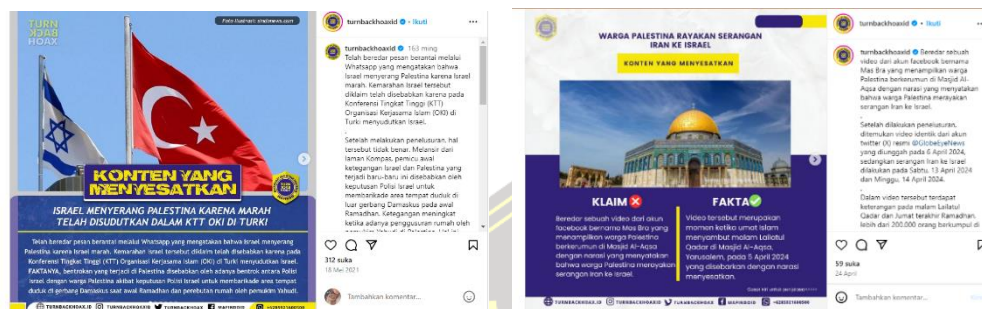 TURN
BACK
HOAX
Foto Ilustrasi: vindonews.com
KONTEN YANG
MENYESATKAN
ISRAEL MENYERANG PALESTINA KARENA MARAH
TELAH DISUDUTKAN DALAM KTT OKI DI TURKI
Telah beredar pesan berantai melalui Whatsapp yang mengatakan bahwa Israel menyerang
Palestina karena Israel marah. Kemarahan Israel tersebut diklaim telah disebabkan karena pada
Konferensi Tingkat Tinggi (KTT) Organisasi Kerjasama Islam (OKI) di Turki menyudutkan Israel.
FAKTANYA, bentrokan yang terjadi di Palestina disebabkan oleh adanya bentrok antara Polisi
Israel dengan warga Palestina akibat keputusan Polisi Israel untuk membarikade area tempat
duduk di gerbang Damaskus saat awal Ramadhan dan perebutan rumah oleh pemukim Yahudi.
TURNBACKHOAX.ID TURNBACKHOAXID TURNBACKHOAX MAFINDOID
turnbackhoaxid • Ikuti
turnbackhoaxid 163 ming
Telah beredar pesan berantai melalui
Whatsapp yang mengatakan bahwa
Israel menyerang Palestina karena Israel
marah. Kemarahan Israel tersebut
diklaim telah disebabkan karena pada
Konferensi Tingkat Tinggi (KTT)
Organisasi Kerjasama Islam (OKI) di
Turki menyudutkan Israel.
.
Setelah melakukan penelusuran, hal
tersebut tidak benar. Melansir dari
laman Kompas, pemicu awal
ketegangan Israel dan Palestina yang
terjadi baru-baru ini disebabkan oleh
keputusan Polisi Israel untuk
membarikade area tempat duduk di
luar gerbang Damaskus pada awal
Ramadhan. Ketegangan meningkat
ketika adanya penggusuran rumah oleh
312 suka
18 Mei 2021
Tambahkan komentar...
WARGA PALESTINA RAYAKAN SERANGAN
IRAN KE ISRAEL
KONTEN YANG MENYESATKAN
KLAIM
Beredar sebuah video dari akun
facebook bernama Mas Bra yang
menampilkan warga Palestina
berkerumun di Masjid Al-Aqsa
dengan narasi yang menyatakan
bahwa warga Palestina merayakan
serangan Iran ke Israel.
FAKTA
Video tersebut merupakan
momen ketika umat Islam
menyambut malam Lailatul
Qadar di Masjid Al-Aqsa,
Yarusalem, pada 5 April 2024
yang disebarkan dengan narasi
menyesatkan.
TURNBACKHOAX.ID TURNBACKHOAXID TURNBACKHOAX MAFINDOID
turnbackhoaxid • Ikuti
turnbackhoaxid Beredar sebuah
video dari akun facebook bernama
Mas Bra yang menampilkan warga
Palestina berkerumun di Masjid Al-
Aqsa dengan narasi yang menyatakan
bahwa warga Palestina merayakan
serangan Iran ke Israel.
.
Setelah dilakukan penelusuran,
ditemukan video identik dari akun
twitter (X) resmi @GlobeEyeNews
yang diunggah pada 6 April 2024,
sedangkan serangan Iran ke Israel
dilakukan pada Sabtu, 13 April 2024
dan Minggu, 14 April 2024.
.
Dalam video tersebut terdapat
keterangan pada malam Lailatul
Qadar dan Jumat terakhir Ramadhan,
lebih dari 200.000 orang berkumpul di
59 suka
24 April
Tambahkan komentar...